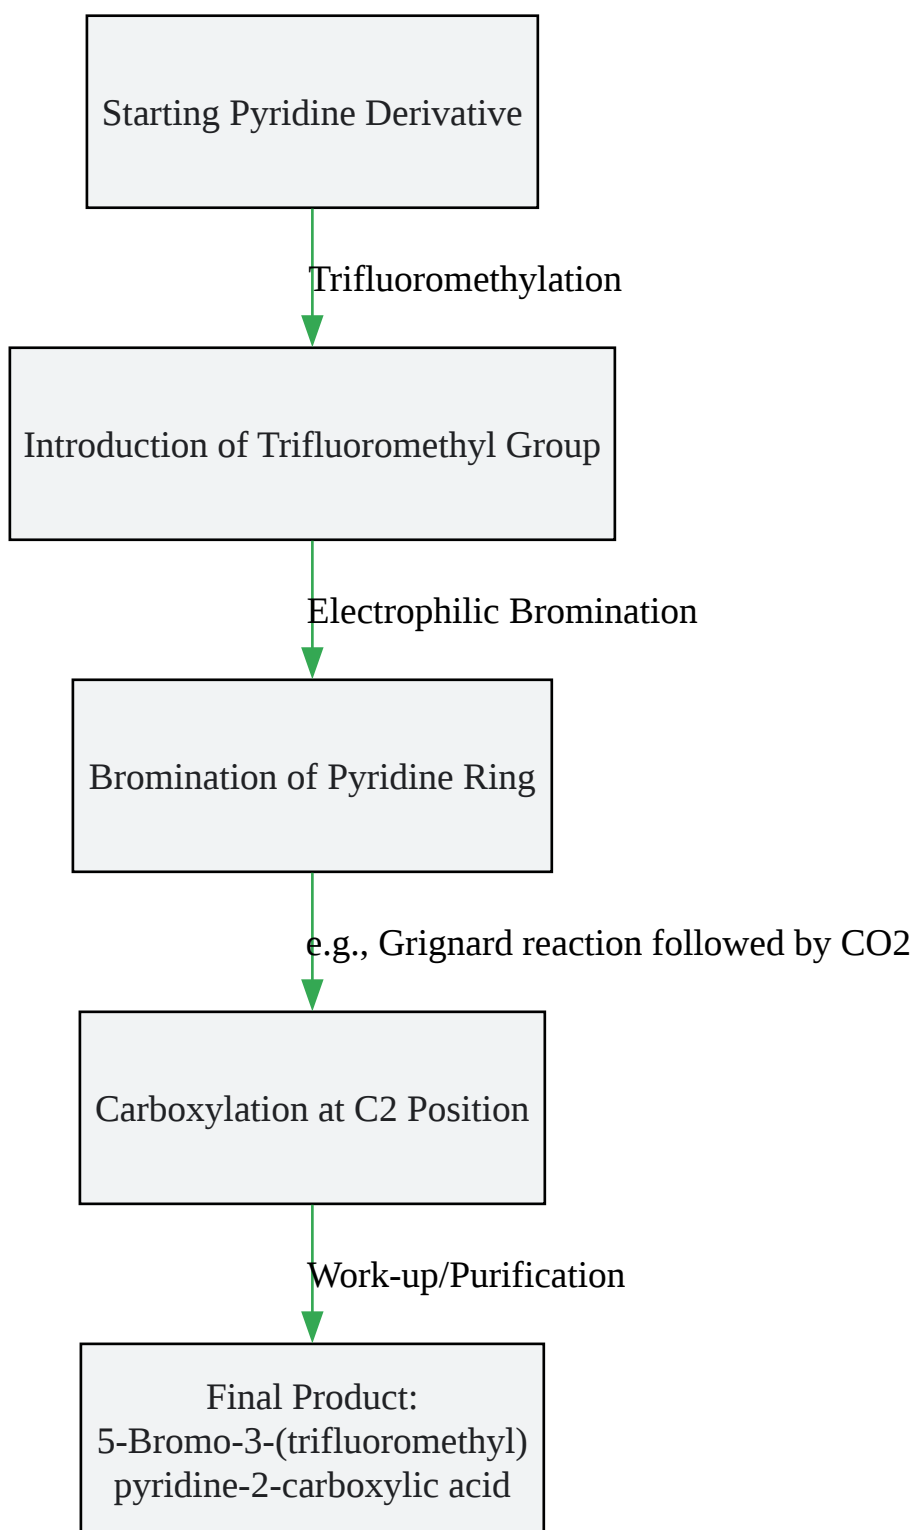 Starting Pyridine Derivative
Trifluoromethylation
Introduction of Trifluoromethyl Group
Electrophilic Bromination
Bromination of Pyridine Ring
e.g., Grignard reaction followed by CO2
Carboxylation at C2 Position
Work-up/Purification
Final Product:
5-Bromo-3-(trifluoromethyl)
pyridine-2-carboxylic acid